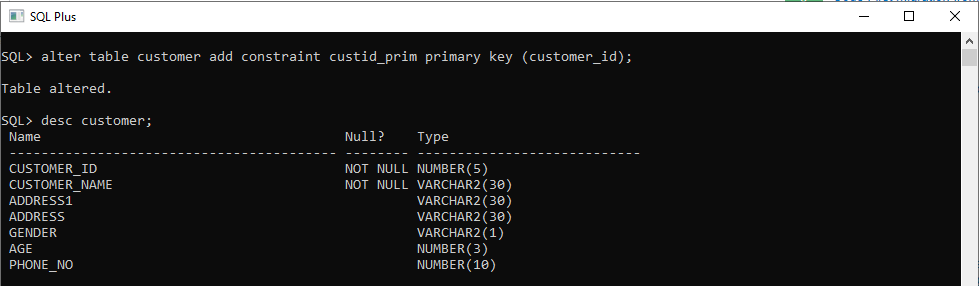 SQL Plus
SQL> alter table customer add constraint custid_prim primary key (customer_id);
Table altered.
SQL> desc customer;
Name                                      Null?    Type
----------------------------------------- -------- ----------------------------
CUSTOMER_ID                               NOT NULL NUMBER(5)
CUSTOMER_NAME                             NOT NULL VARCHAR2(30)
ADDRESS1                                           VARCHAR2(30)
ADDRESS                                            VARCHAR2(30)
GENDER                                             VARCHAR2(1)
AGE                                                NUMBER(3)
PHONE_NO                                           NUMBER(10)